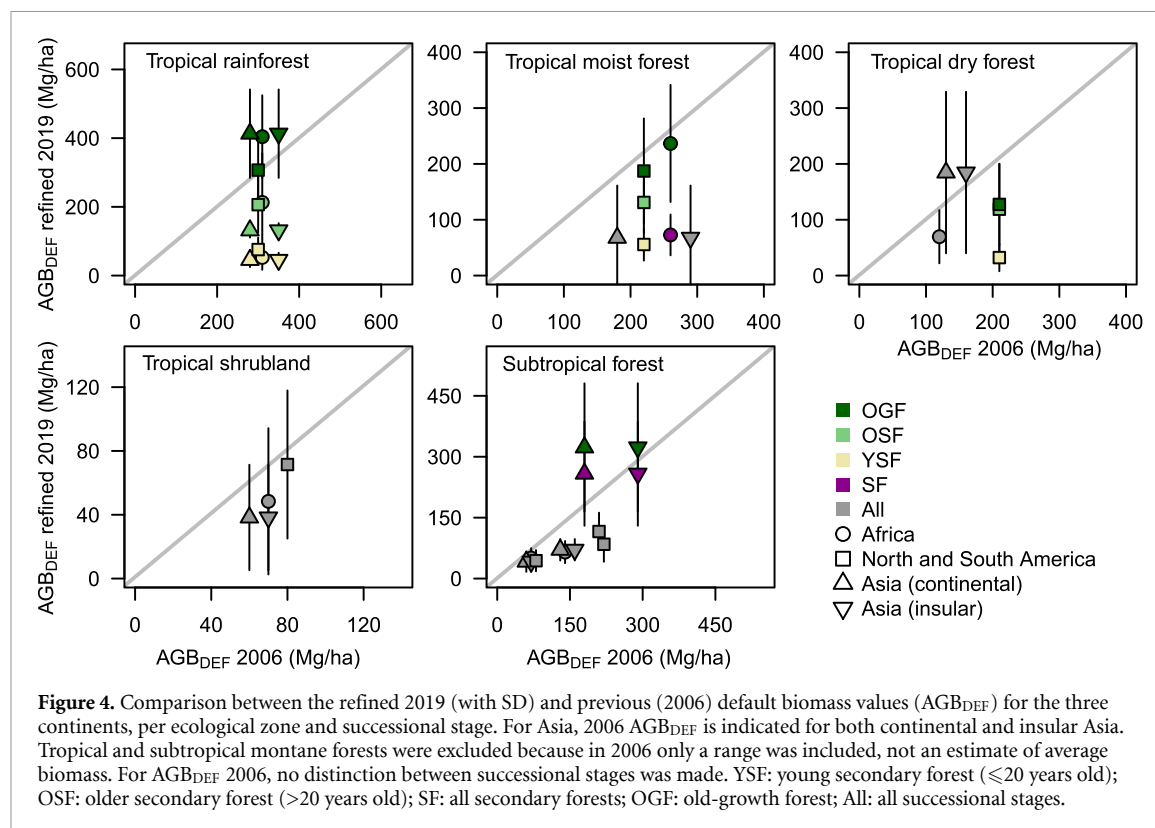 Tropical rainforest
Tropical moist forest
Tropical dry forest
AGBDEF refined 2019 (Mg/ha)
600
400
200
0
0 200 400 600
400
300
200
100
0
0 100 200 300 400
400
300
200
100
0
0 100 200 300 400
AGBDEF 2006 (Mg/ha)
Tropical shrubland
Subtropical forest
AGBDEF refined 2019 (Mg/ha)
120
80
40
0
0 40 80 120
AGBDEF 2006 (Mg/ha)
450
300
150
0
0 150 300 450
AGBDEF 2006 (Mg/ha)
OGF
OSF
YSF
SF
All
Africa
North and South America
Asia (continental)
Asia (insular)
Figure 4. Comparison between the refined 2019 (with SD) and previous (2006) default biomass values (AGBDEF) for the three
continents, per ecological zone and successional stage. For Asia, 2006 AGBDEF is indicated for both continental and insular Asia.
Tropical and subtropical montane forests were excluded because in 2006 only a range was included, not an estimate of average
biomass. For AGBDEF 2006, no distinction between successional stages was made. YSF: young secondary forest (⩽20 years old);
OSF: older secondary forest (>20 years old); SF: all secondary forests; OGF: old-growth forest; All: all successional stages.